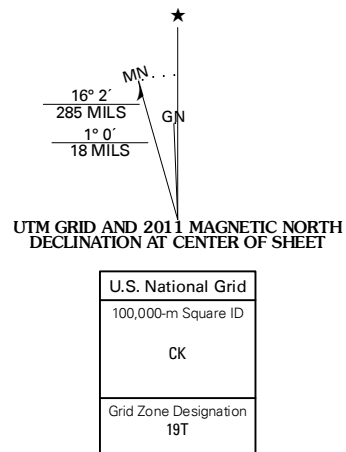 ★
MN
GN
16° 2´
285 MILS
1° 0´
18 MILS
UTM GRID AND 2011 MAGNETIC NORTH
DECLINATION AT CENTER OF SHEET
U.S. National Grid
100,000-m Square ID
CK
Grid Zone Designation
19T